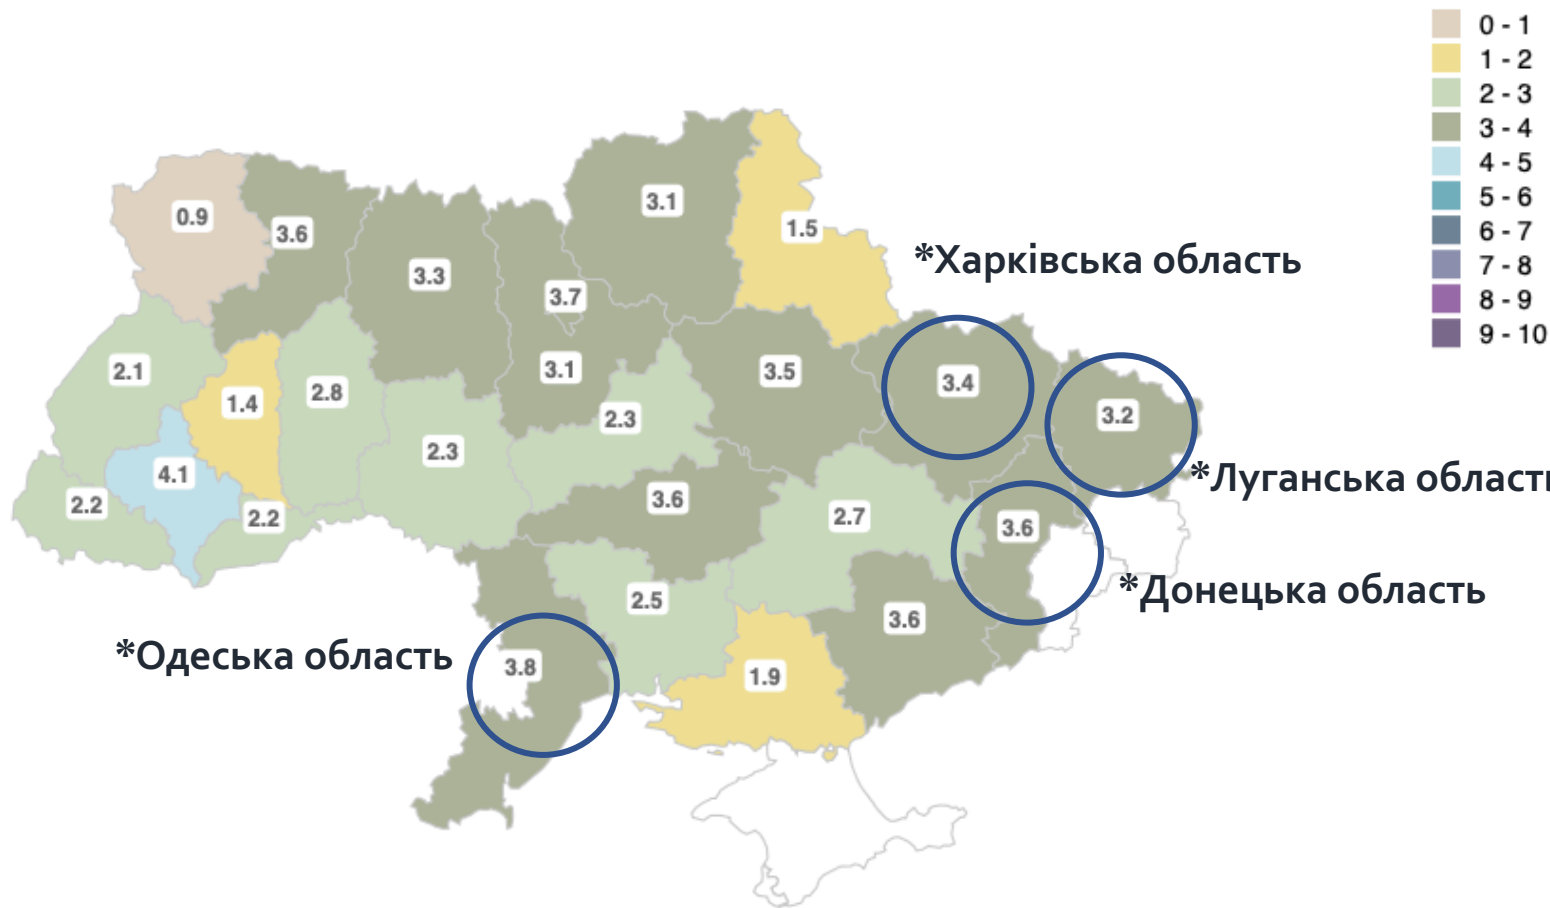 0 - 1
1 - 2
2 - 3
3 - 4
4 - 5
5 - 6
6 - 7
7 - 8
8 - 9
9 - 10
0.9
3.6
3.3
3.7
3.1
1.5
*Харківська область
2.1
1.4
2.8
3.1
2.3
3.5
3.4
3.2
*Луганська област
4.1
2.2
2.2
2.3
3.6
2.7
3.6
*Донецька область
2.5
3.6
*Одеська область
3.8
1.9